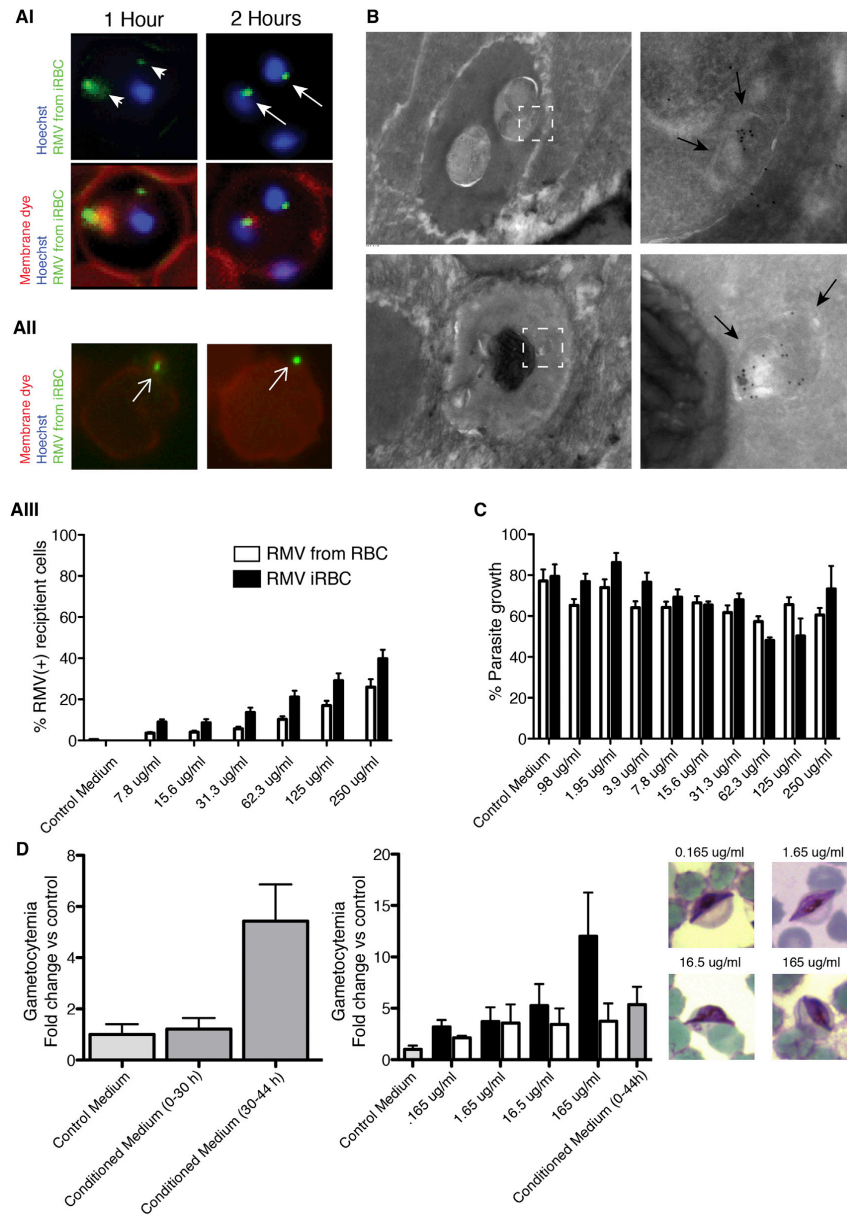 AI
1 Hour
2 Hours
Hoechst
RMV from iRBC
Membrane dye
Hoechst
RMV from iRBC
AII
Membrane dye
Hoechst
RMV from iRBC
B
AIII
% RMV(+) reciptient cells
100
80
60
40
20
0
RMV from RBC
RMV iRBC
Control Medium
7.8 ug/ml
15.6 ug/ml
31.3 ug/ml
62.3 ug/ml
125 ug/ml
250 ug/ml
C
% Parasite growth
100
80
60
40
20
0
Control Medium
.98 ug/ml
1.95 ug/ml
3.9 ug/ml
7.8 ug/ml
15.6 ug/ml
31.3 ug/ml
62.3 ug/ml
125 ug/ml
250 ug/ml
D
Gametocytemia
Fold change vs control
8
6
4
2
0
Control Medium
Conditioned Medium (0-30 h)
Conditioned Medium (30-44 h)
Gametocytemia
Fold change vs control
20
15
10
5
0
Control Medium
.165 ug/ml
1.65 ug/ml
16.5 ug/ml
165 ug/ml
Conditioned Medium (0-44h)
0.165 ug/ml
1.65 ug/ml
16.5 ug/ml
165 ug/ml